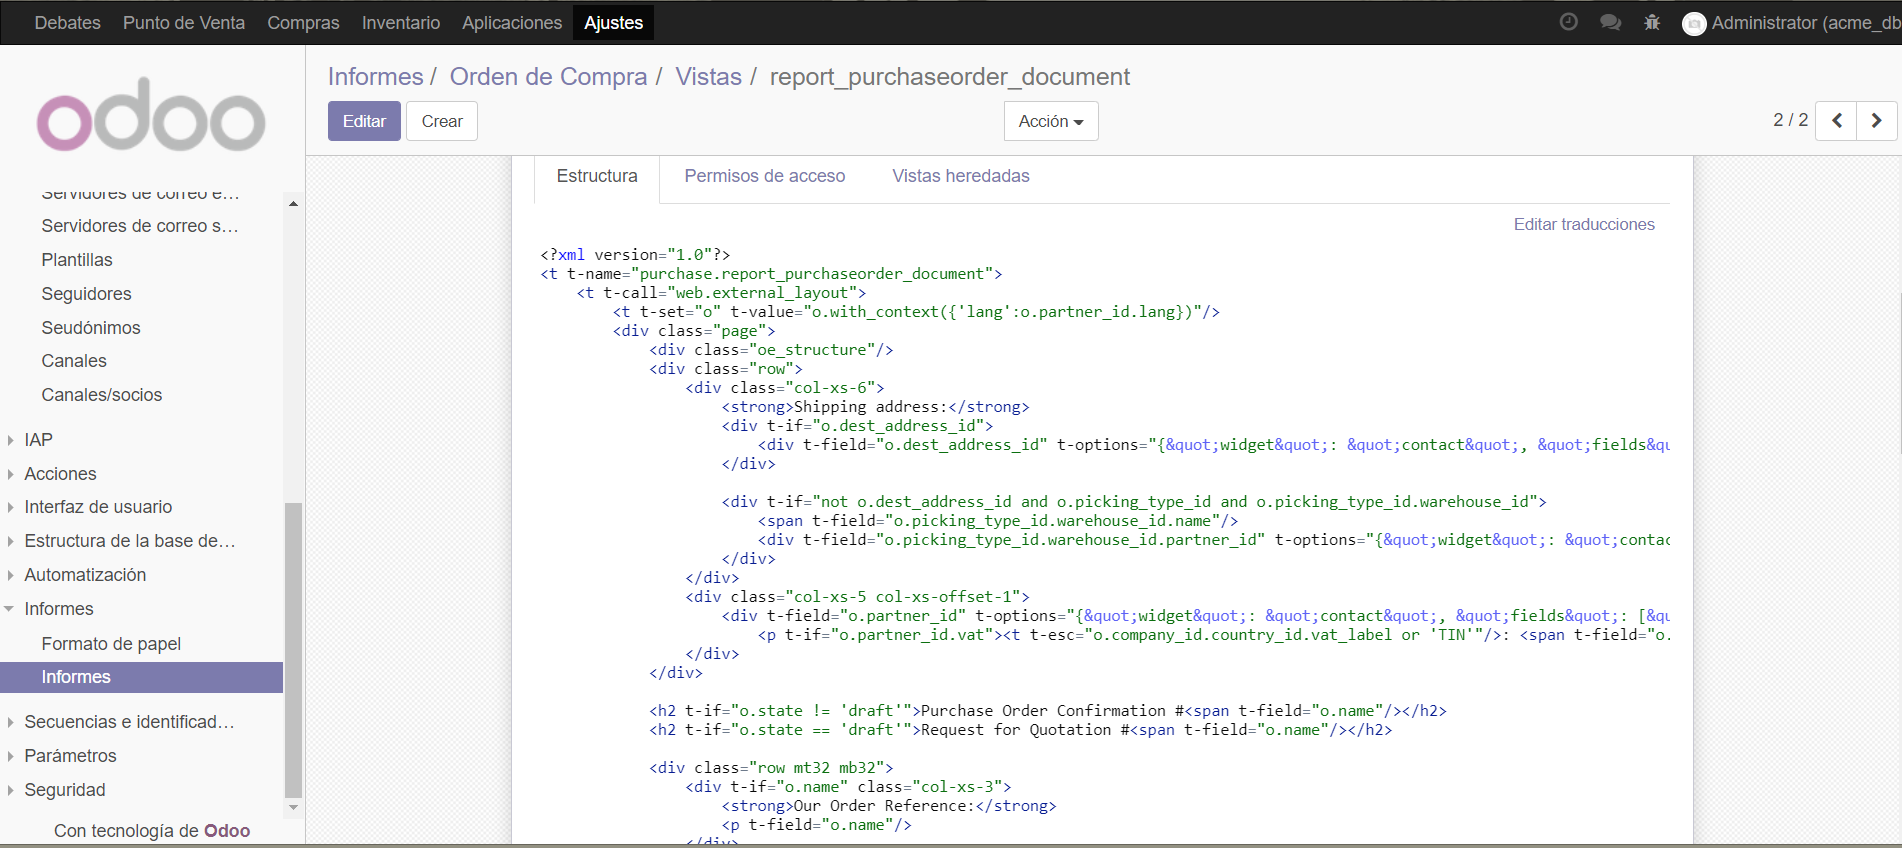 Debates Punto de Venta Compras Inventario Aplicaciones Ajustes Administrator (acme_db
odoo
Informes / Orden de Compra / Vistas / report_purchaseorder_document
Editar Crear Acción 2 / 2
Servidores de correo e…
Servidores de correo s…
Plantillas
Seguidores
Seudónimos
Canales
Canales/socios
IAP
Acciones
Interfaz de usuario
Estructura de la base de…
Automatización
Informes
Formato de papel
Informes
Secuencias e identificad…
Parámetros
Seguridad
Con tecnología de Odoo
Estructura Permisos de acceso Vistas heredadas
Editar traducciones
<?xml version="1.0"?>
<t t-name="purchase.report_purchaseorder_document">
<t t-call="web.external_layout">
<t t-set="o" t-value="o.with_context({'lang':o.partner_id.lang})"/>
<div class="page">
<div class="oe_structure"/>
<div class="row">
<div class="col-xs-6">
<strong>Shipping address:</strong>
<div t-if="o.dest_address_id">
<div t-field="o.dest_address_id" t-options="{&quot;widget&quot;: &quot;contact&quot;, &quot;fields&qu
</div>
<div t-if="not o.dest_address_id and o.picking_type_id and o.picking_type_id.warehouse_id">
<span t-field="o.picking_type_id.warehouse_id.name"/>
<div t-field="o.picking_type_id.warehouse_id.partner_id" t-options="{&quot;widget&quot;: &quot;contac
</div>
</div>
<div class="col-xs-5 col-xs-offset-1">
<div t-field="o.partner_id" t-options="{&quot;widget&quot;: &quot;contact&quot;, &quot;fields&quot;: [&qu
<p t-if="o.partner_id.vat"><t t-esc="o.company_id.country_id.vat_label or 'TIN'"/>: <span t-field="o.
</div>
</div>
<h2 t-if="o.state != 'draft'">Purchase Order Confirmation #<span t-field="o.name"/></h2>
<h2 t-if="o.state == 'draft'">Request for Quotation #<span t-field="o.name"/></h2>
<div class="row mt32 mb32">
<div t-if="o.name" class="col-xs-3">
<strong>Our Order Reference:</strong>
<p t-field="o.name"/>
</div>